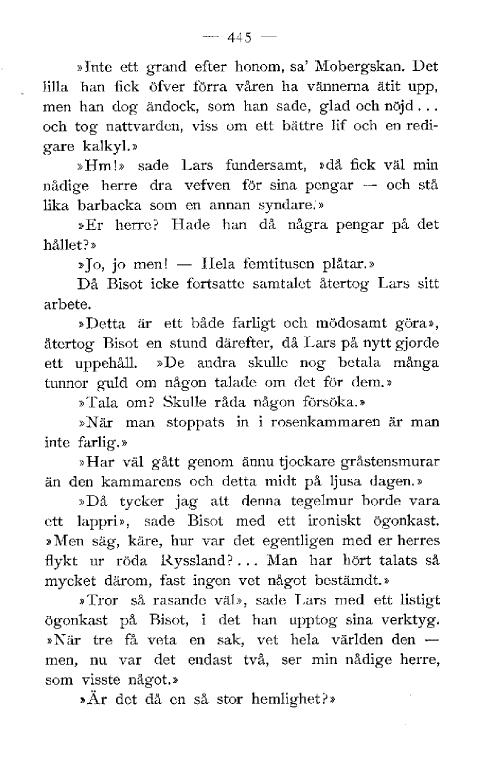 — 445 —
»Inte ett grand efter honom, sa' Mobergskan. Det
lilla han fick öfver förra våren ha vännerna ätit upp,
men han dog ändock, som han sade, glad och nöjd . . .
och tog nattvarden, viss om ett bättre lif och en redi-
gare kalkyl.»
»Hm!» sade Lars fundersamt, »då fick väl min
nådige herre dra vefven för sina pengar — och stå
lika barbacka som en annan syndare.»
»Er herre? Hade han då några pengar på det
hållet?»
»Jo, jo men! — Hela femtitusen plåtar.»
Då Bisot icke fortsatte samtalet återtog Lars sitt
arbete.
»Detta är ett både farligt och mödosamt göra»,
återtog Bisot en stund därefter, då Lars på nytt gjorde
ett uppehåll. »De andra skulle nog betala många
tunnor guld om någon talade om det för dem.»
»Tala om? Skulle råda någon försöka.»
»När man stoppats in i rosenkammaren är man
inte farlig.»
»Har väl gått genom ännu tjockare gråstensmurar
än den kammarens och detta midt på ljusa dagen.»
»Då tycker jag att denna tegelmur borde vara
ett lappri», sade Bisot med ett ironiskt ögonkast.
»Men säg, käre, hur var det egentligen med er herres
flykt ur röda Ryssland? . . . Man har hört talats så
mycket därom, fast ingen vet något bestämdt.»
»Tror så rasande väl», sade Lars med ett listigt
ögonkast på Bisot, i det han upptog sina verktyg.
»När tre få veta en sak, vet hela världen den —
men, nu var det endast två, ser min nådige herre,
som visste något.»
»Är det då en så stor hemlighet?»